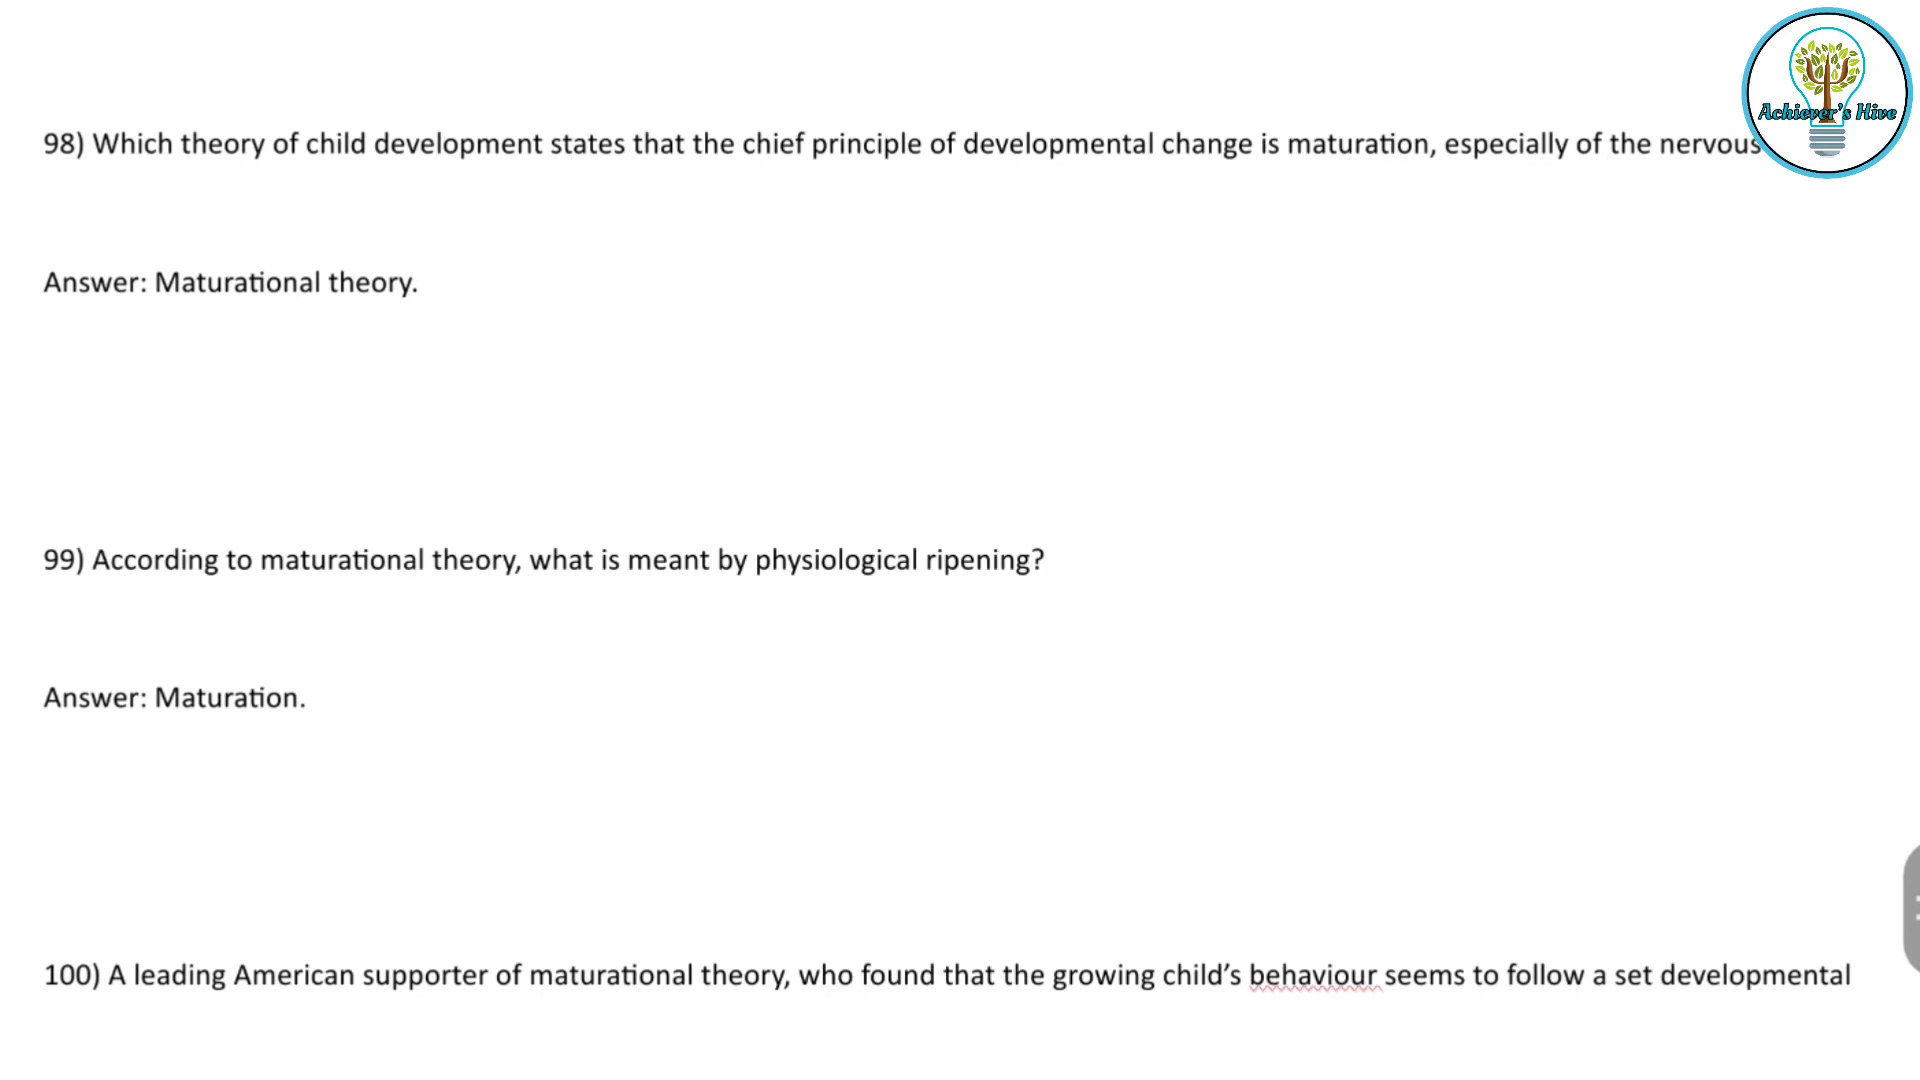 Achiever's Hive
98) Which theory of child development states that the chief principle of developmental change is maturation, especially of the nervous
Answer: Maturational theory.
99) According to maturational theory, what is meant by physiological ripening?
Answer: Maturation.
100) A leading American supporter of maturational theory, who found that the growing child’s behaviour seems to follow a set developmental